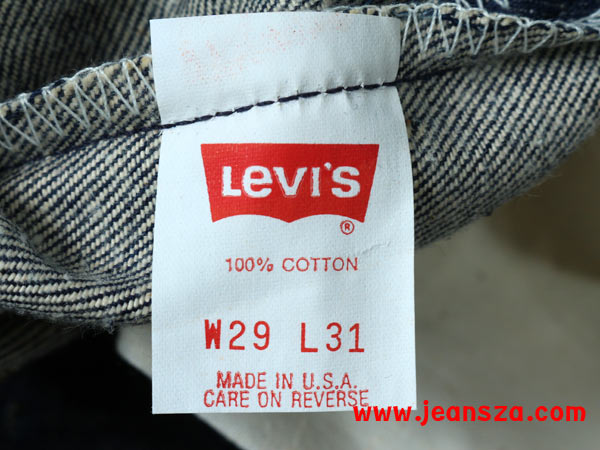 LEVI'S
®
100% COTTON
W29 L31
MADE IN U.S.A.
CARE ON REVERSE
www.jeansza.com